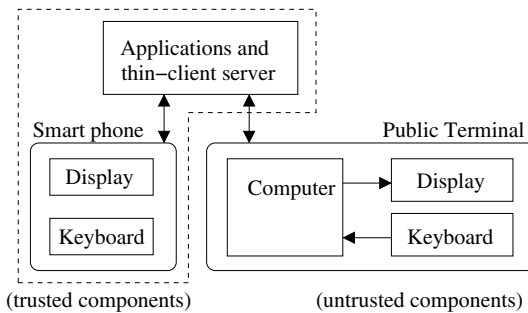 Applications and
thin−client server
Smart phone
Public Terminal
Display
Keyboard
Computer
Display
Keyboard
(trusted components)
(untrusted components)